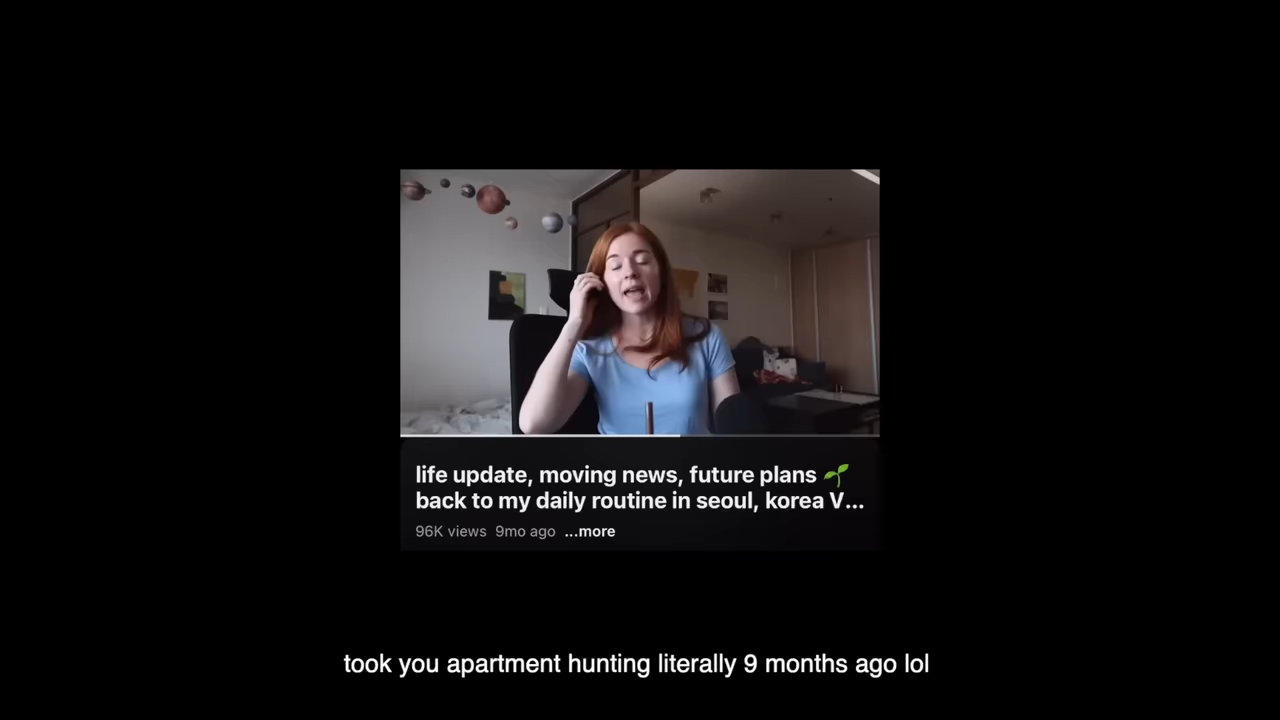 life update, moving news, future plans 🌱
back to my daily routine in seoul, korea V...
96K views 9mo ago ...more
took you apartment hunting literally 9 months ago lol